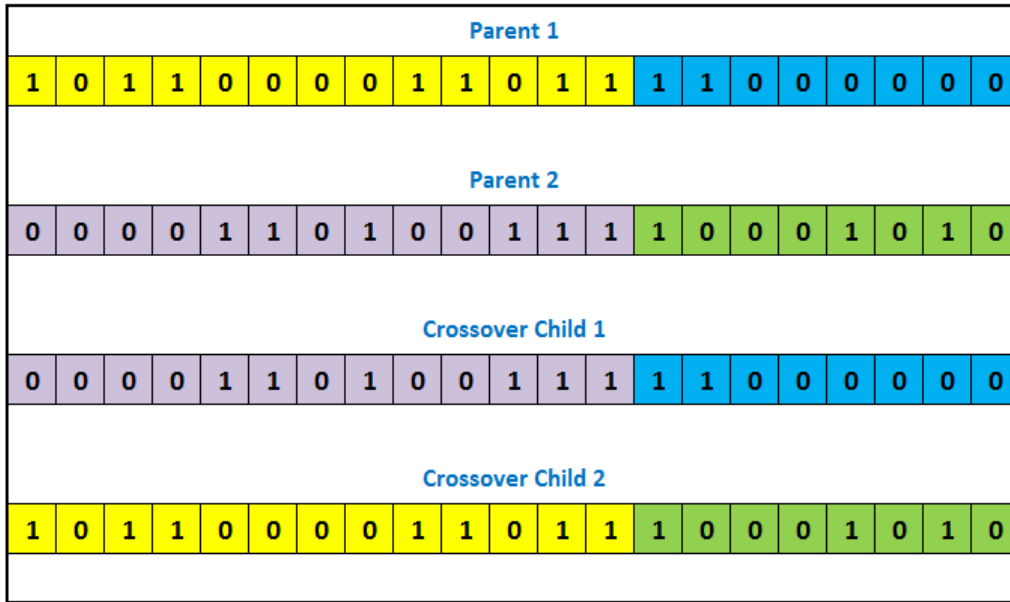 Parent 1
1 0 1 1 0 0 0 0 1 1 0 1 1 1 1 0 0 0 0 0 0
Parent 2
0 0 0 0 1 1 0 1 0 0 1 1 1 1 0 0 0 1 0 1 0
Crossover Child 1
0 0 0 0 1 1 0 1 0 0 1 1 1 1 1 0 0 0 0 0 0
Crossover Child 2
1 0 1 1 0 0 0 0 1 1 0 1 1 1 0 0 0 1 0 1 0